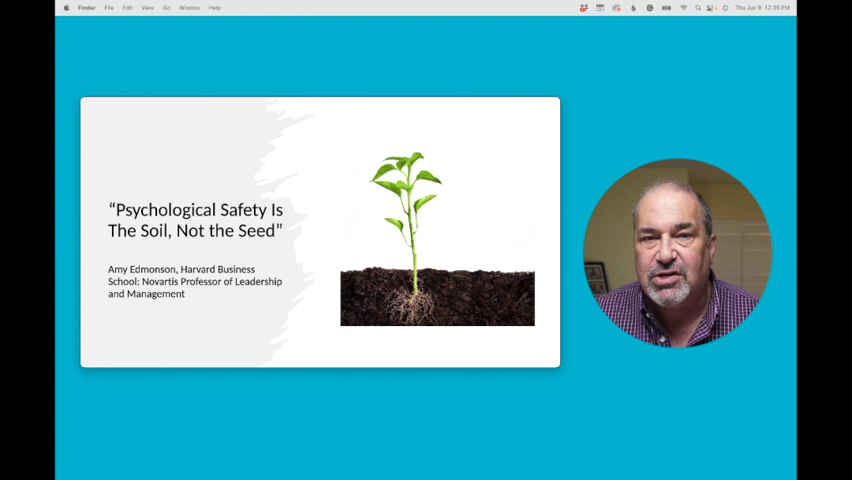 Finder File Edit View Go Window Help
Thu Jun 9 12:35 PM
“Psychological Safety Is
The Soil, Not the Seed”
Amy Edmonson, Harvard Business
School: Novartis Professor of Leadership
and Management